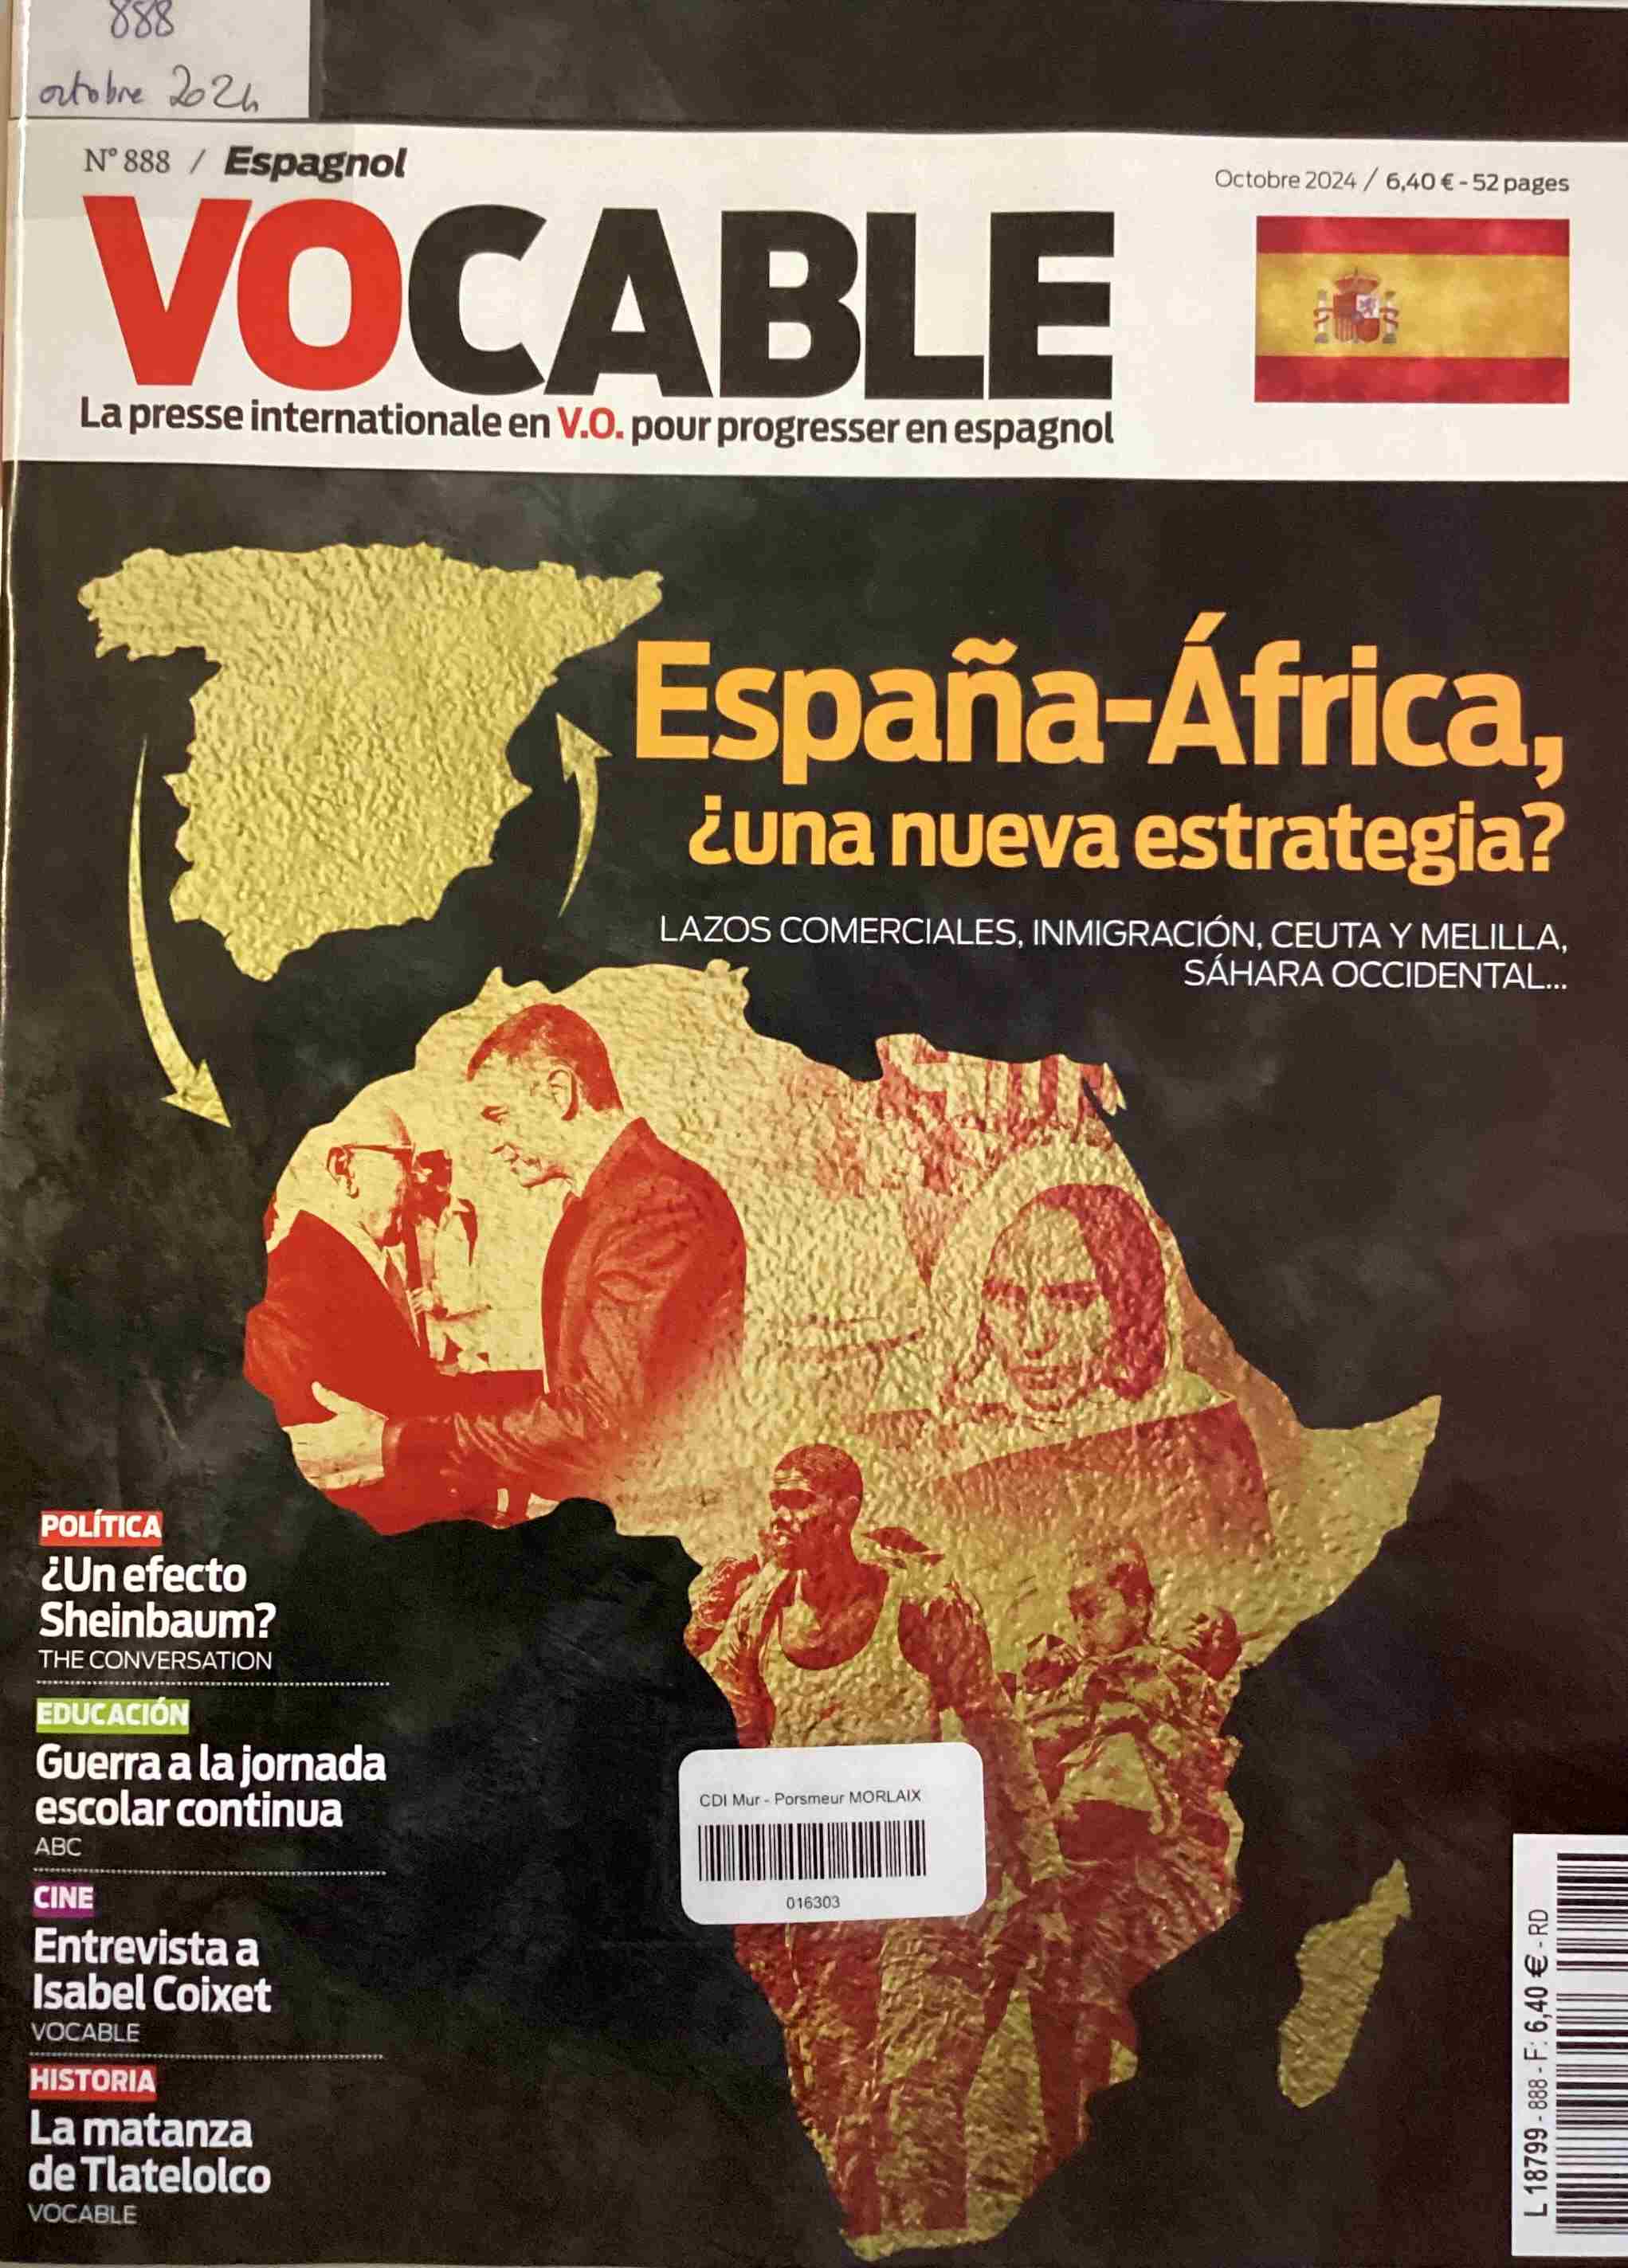 888
octobre 2024
N° 888 / Espagnol
Octobre 2024 / 6,40 € - 52 pages
VOCABLE
La presse internationale en V.O. pour progresser en espagnol
España-África,
¿una nueva estrategia?
LAZOS COMERCIALES, INMIGRACIÓN, CEUTA Y MELILLA,
SÁHARA OCCIDENTAL...
POLÍTICA
¿Un efecto
Sheinbaum?
THE CONVERSATION
EDUCACIÓN
Guerra a la jornada
escolar continua
ABC
CINE
Entrevista a
Isabel Coixet
VOCABLE
HISTORIA
La matanza
de Tlatelolco
VOCABLE
CDI Mur - Porsmeur MORLAIX
016303
L 18799 - 888 - F: 6,40 € - RD